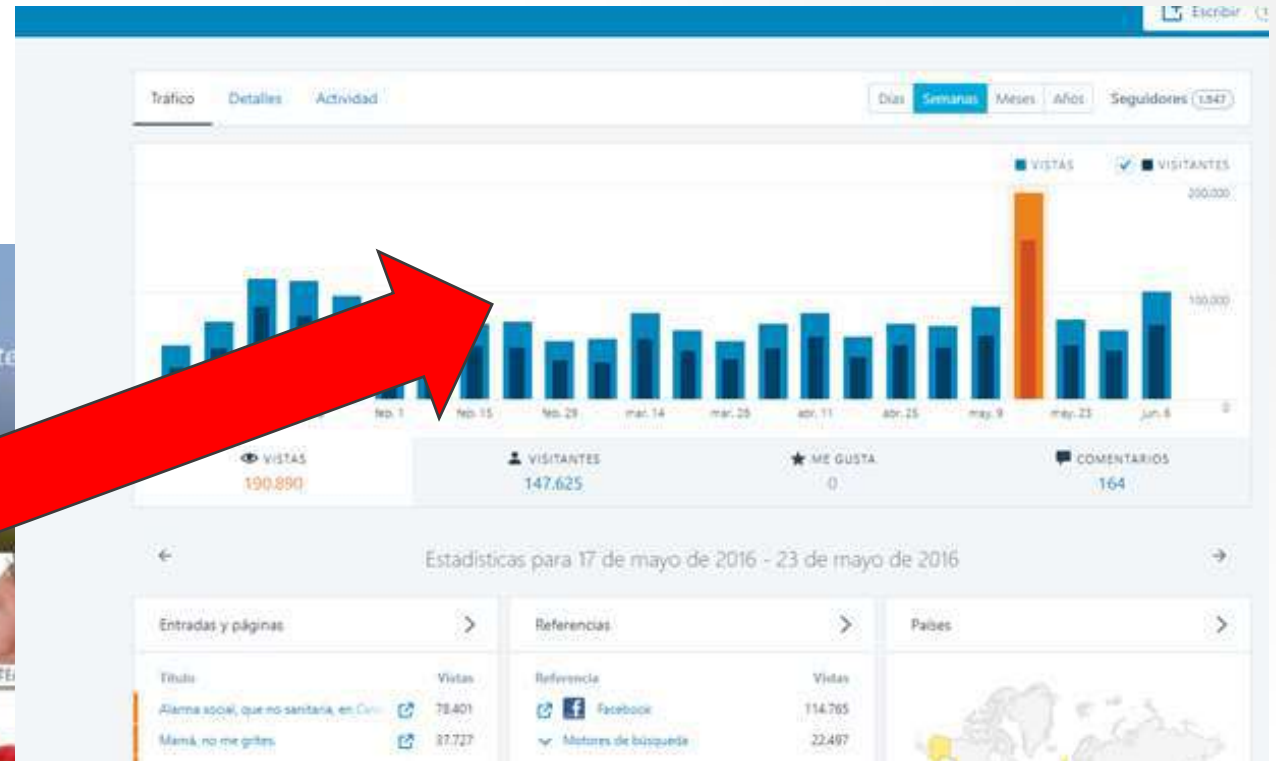 Escribir
Tráfico Detalles Actividad Días Semanas Meses Años Seguidores 1.847
VISTAS VISITANTES
200.000
100.000
feb. 1 feb. 15 feb. 29 mar. 14 mar. 28 abr. 11 abr. 25 may. 9 may. 23 jun. 6 0
VISTAS VISITANTES ME GUSTA COMENTARIOS
190.890 147.625 0 164
Estadísticas para 17 de mayo de 2016 - 23 de mayo de 2016
Entradas y páginas Referencias Países
Título Vistas Referencia Vistas
Alarma social, que no sanitaria, en 78.401 Facebook 114.765
Mamá, no me grites. 37.727 Motores de búsqueda 22.497